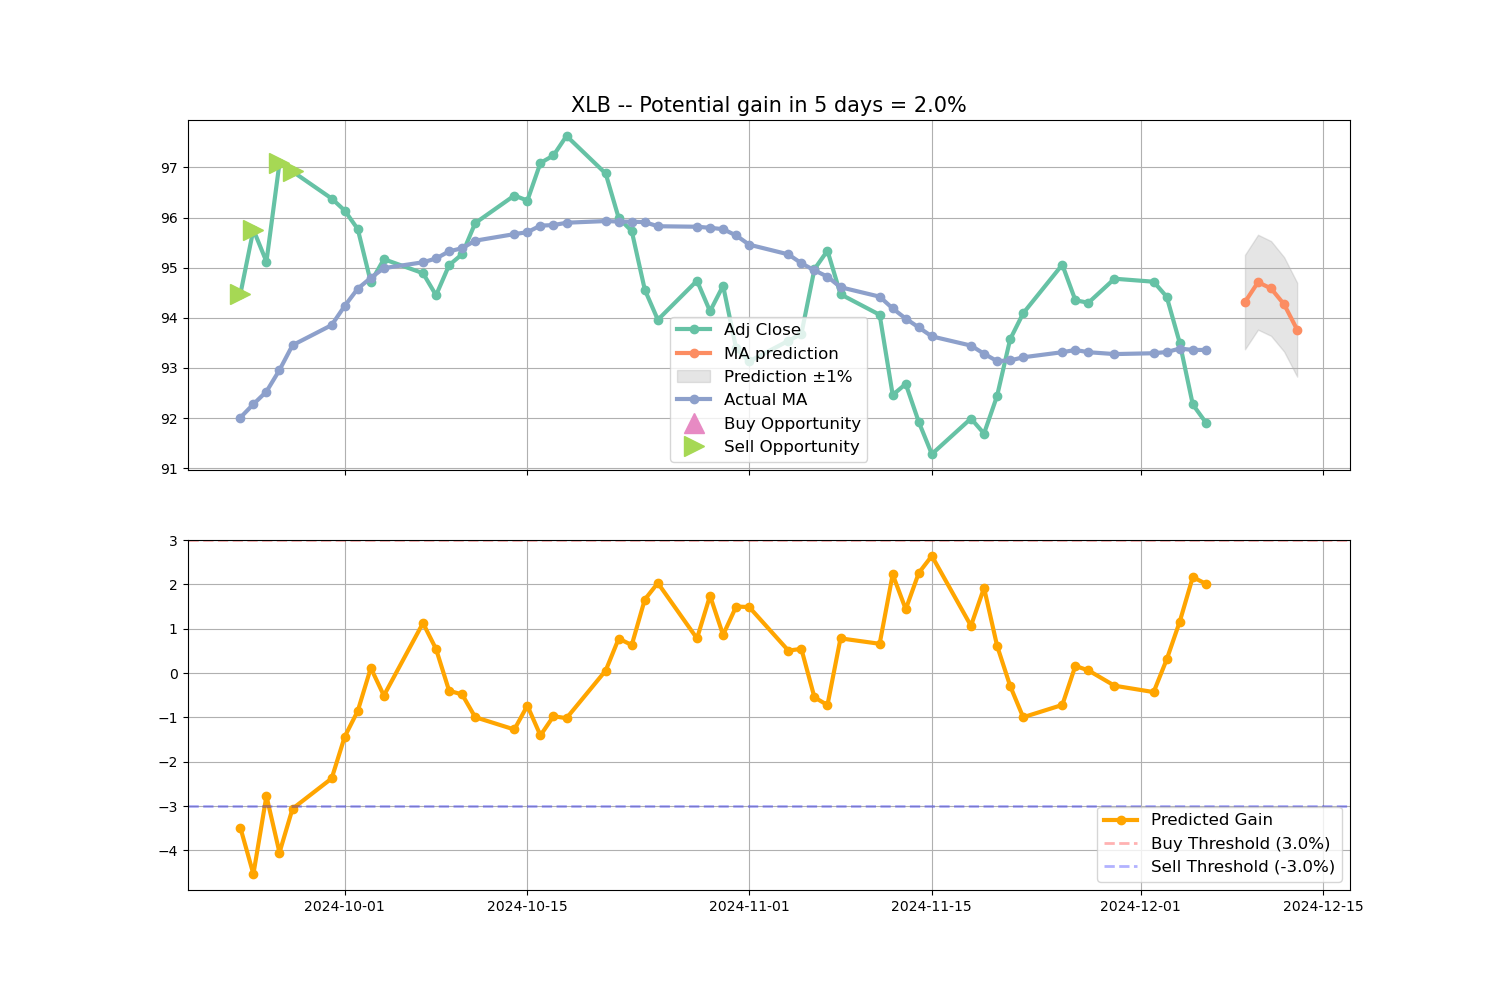 XLB -- Potential gain in 5 days = 2.0%
97
96
95
94
93
92
91
Adj Close
MA prediction
Prediction ±1%
Actual MA
Buy Opportunity
Sell Opportunity
3
2
1
0
−1
−2
−3
−4
Predicted Gain
Buy Threshold (3.0%)
Sell Threshold (-3.0%)
2024-10-01
2024-10-15
2024-11-01
2024-11-15
2024-12-01
2024-12-15